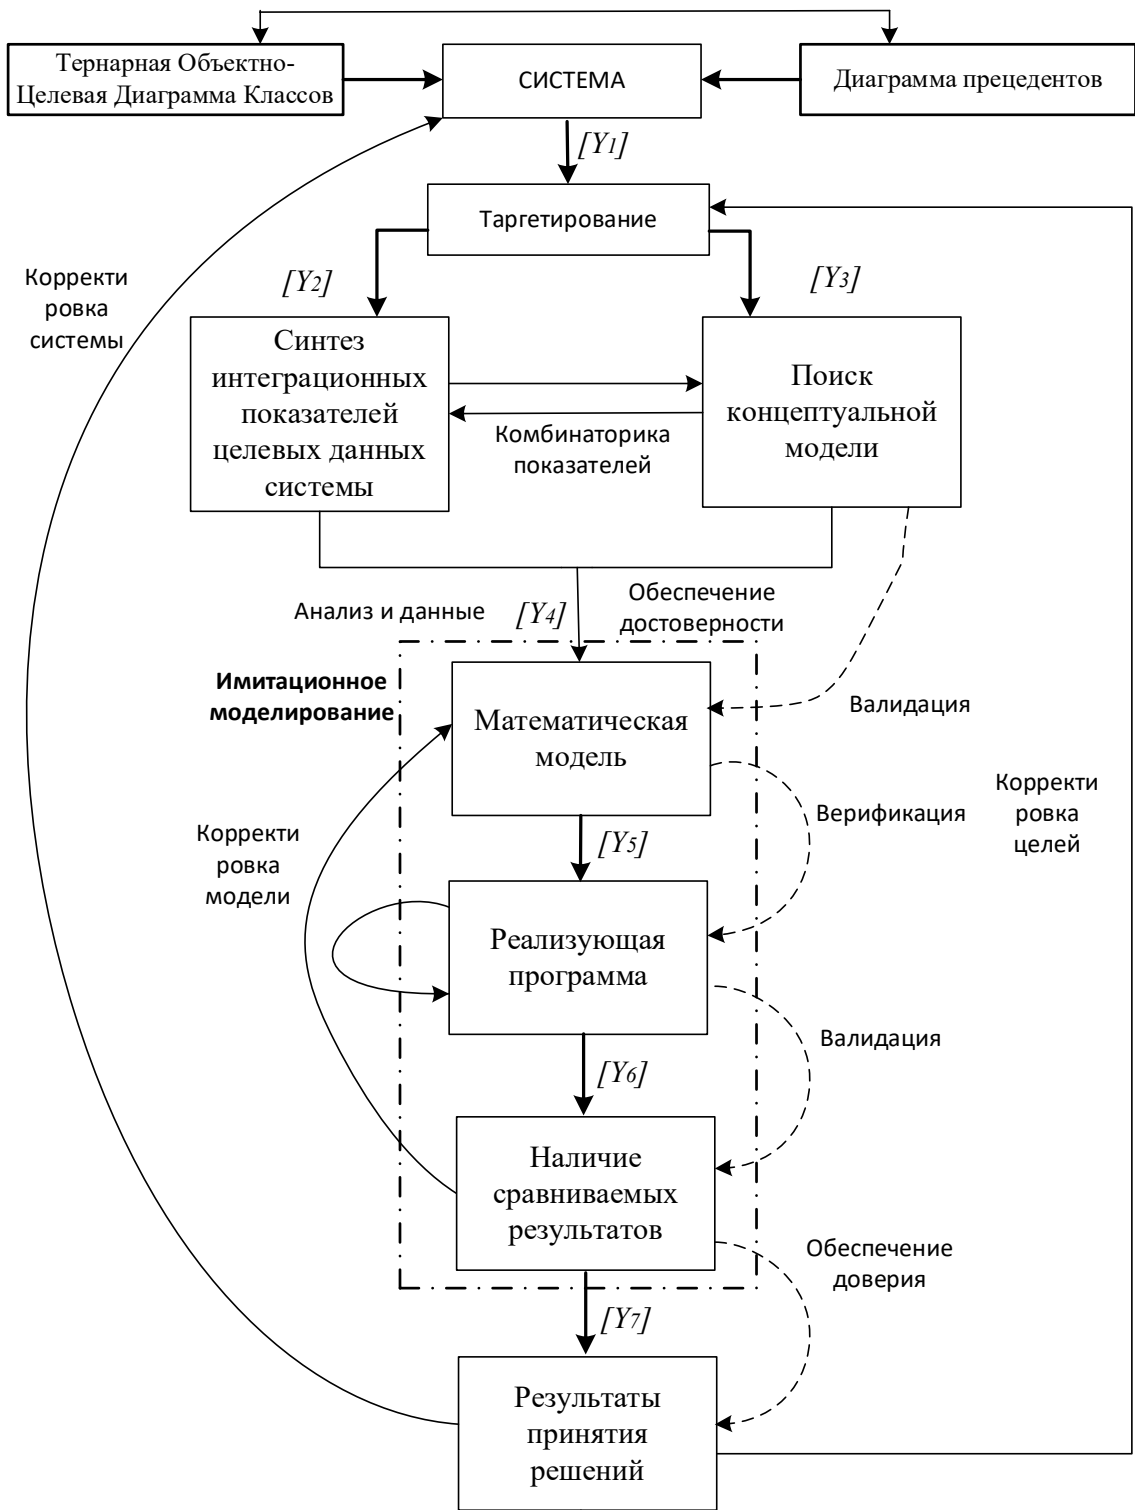 Тернарная Объектно-
Целевая Диаграмма Классов
СИСТЕМА
Диаграмма прецедентов
[Y1]
Таргетирование
Корректи
ровка
системы
[Y2]
[Y3]
Синтез
интеграционных
показателей
целевых данных
системы
Комбинаторика
показателей
Поиск
концептуальной
модели
Анализ и данные
[Y4]
Обеспечение
достоверности
Имитационное
моделирование
Математическая
модель
Валидация
Корректи
ровка
модели
[Y5]
Верификация
Корректи
ровка
целей
Реализующая
программа
Валидация
[Y6]
Наличие
сравниваемых
результатов
Обеспечение
доверия
[Y7]
Результаты
принятия
решений